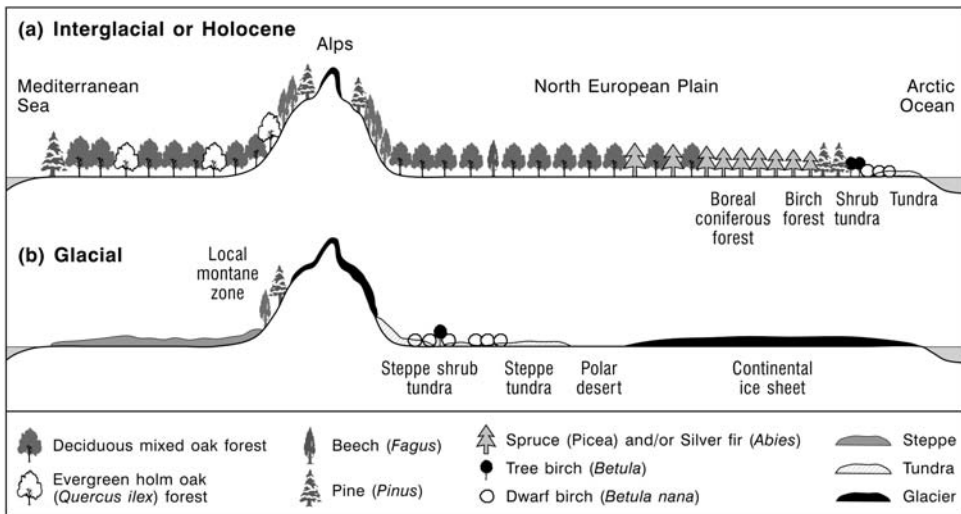 (a) Interglacial or Holocene
Alps
Mediterranean
Sea
North European Plain
Arctic
Ocean
Boreal
coniferous
forest
Birch
forest
Shrub
tundra
Tundra
(b) Glacial
Local
montane
zone
Steppe shrub
tundra
Steppe
tundra
Polar
desert
Continental
ice sheet
Deciduous mixed oak forest
Evergreen holm oak
(Quercus ilex) forest
Beech (Fagus)
Pine (Pinus)
Spruce (Picea) and/or Silver fir (Abies)
Tree birch (Betula)
Dwarf birch (Betula nana)
Steppe
Tundra
Glacier